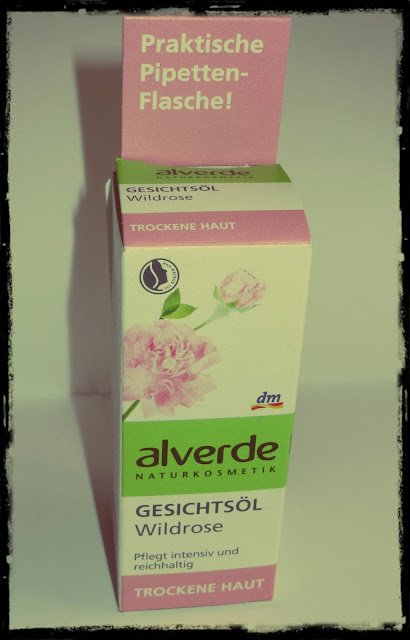 Praktische
Pipetten-
Flasche!
alverde
NATURKOSMETIK
GESICHTSÖL
Wildrose
TROCKENE HAUT
dm
alverde
NATURKOSMETIK
GESICHTSÖL
Wildrose
Pflegt intensiv und
reichhaltig
TROCKENE HAUT